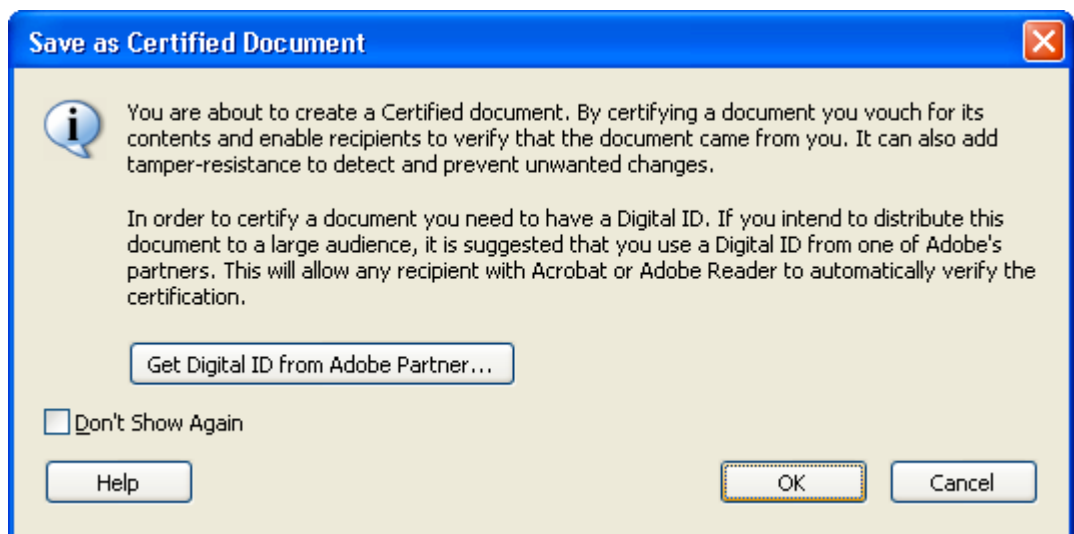 Save as Certified Document
You are about to create a Certified document. By certifying a document you vouch for its
contents and enable recipients to verify that the document came from you. It can also add
tamper-resistance to detect and prevent unwanted changes.
In order to certify a document you need to have a Digital ID. If you intend to distribute this
document to a large audience, it is suggested that you use a Digital ID from one of Adobe's
partners. This will allow any recipient with Acrobat or Adobe Reader to automatically verify the
certification.
Get Digital ID from Adobe Partner...
Don't Show Again
Help OK Cancel